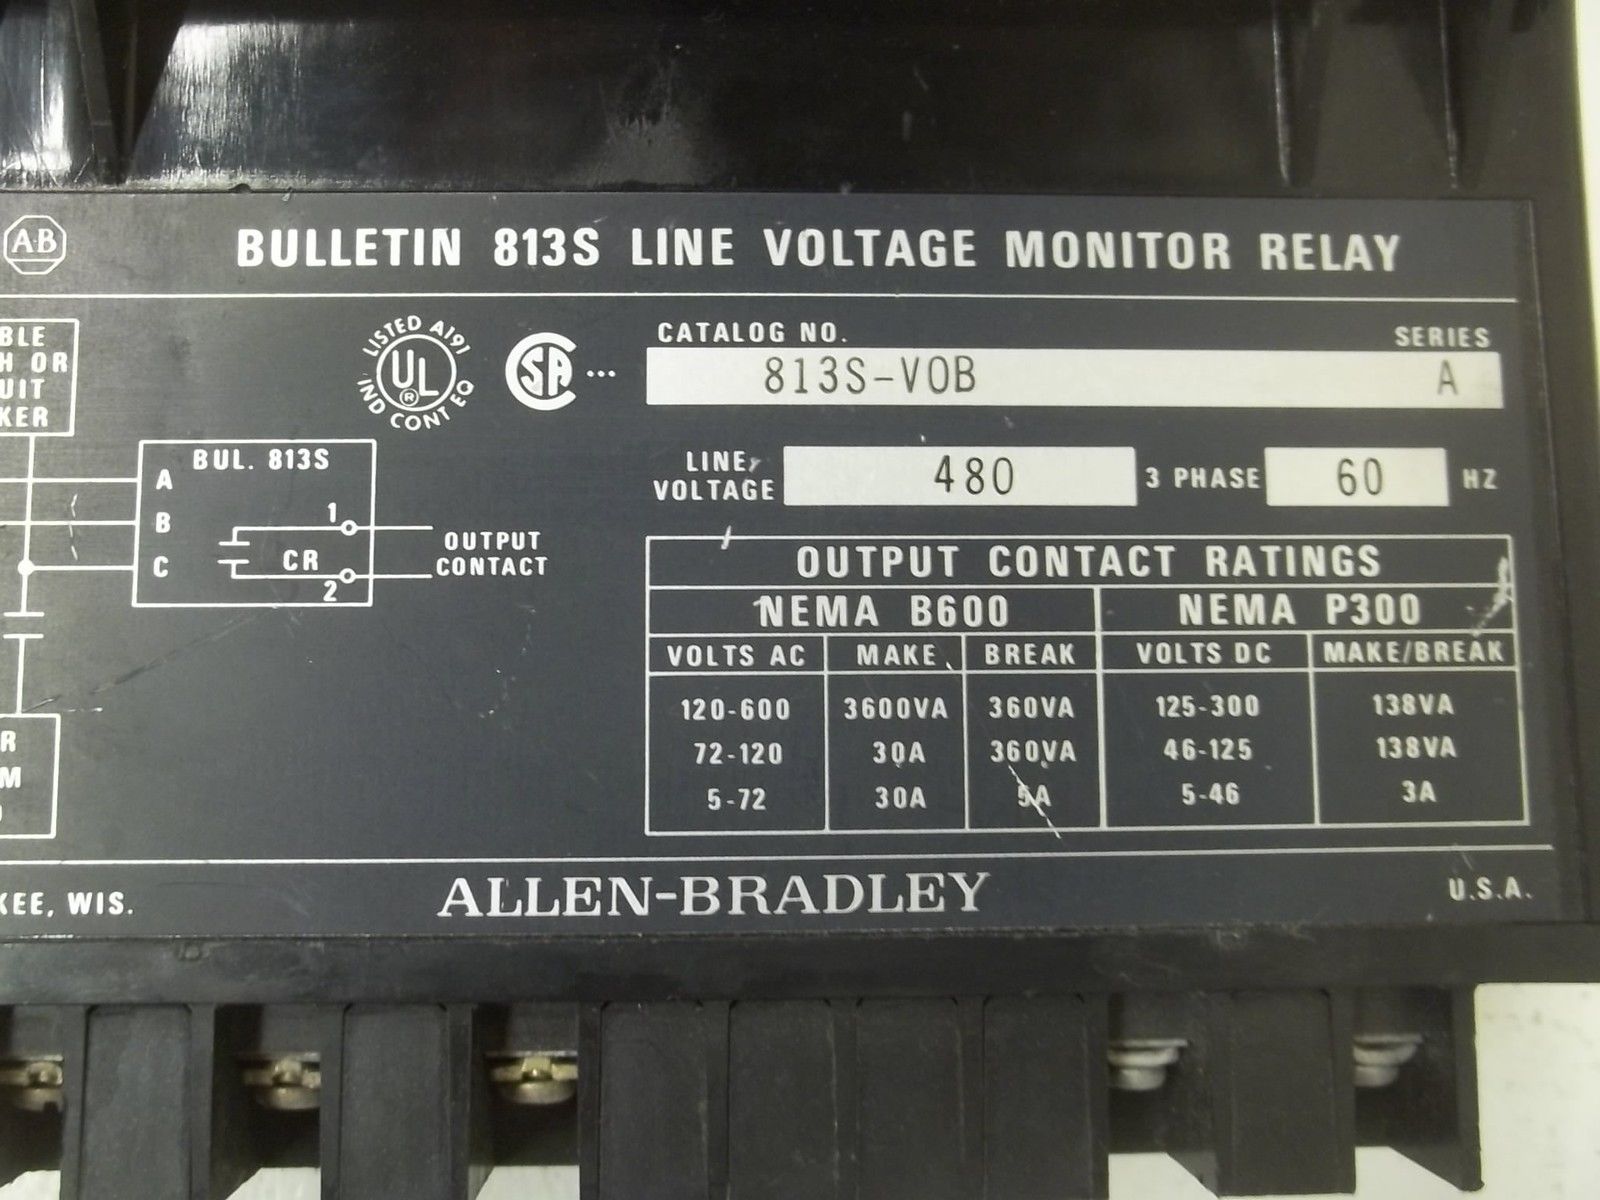 A-B
BULLETIN 813S LINE VOLTAGE MONITOR RELAY
BLE
H OR
UIT
KER
LISTED A191
UL
®
IND CONT EQ
SA
CATALOG NO.
SERIES
813S-VOB
A
LINE
VOLTAGE
480
3 PHASE
60
HZ
BUL. 813S
A
B
C
1
CR
2
OUTPUT
CONTACT
OUTPUT CONTACT RATINGS
NEMA B600
NEMA P300
VOLTS AC MAKE BREAK VOLTS DC MAKE/BREAK
120-600 3600VA 360VA 125-300 138VA
72-120 30A 360VA 46-125 138VA
5-72 30A 5A 5-46 3A
R
M
KEE, WIS.
ALLEN-BRADLEY
U.S.A.